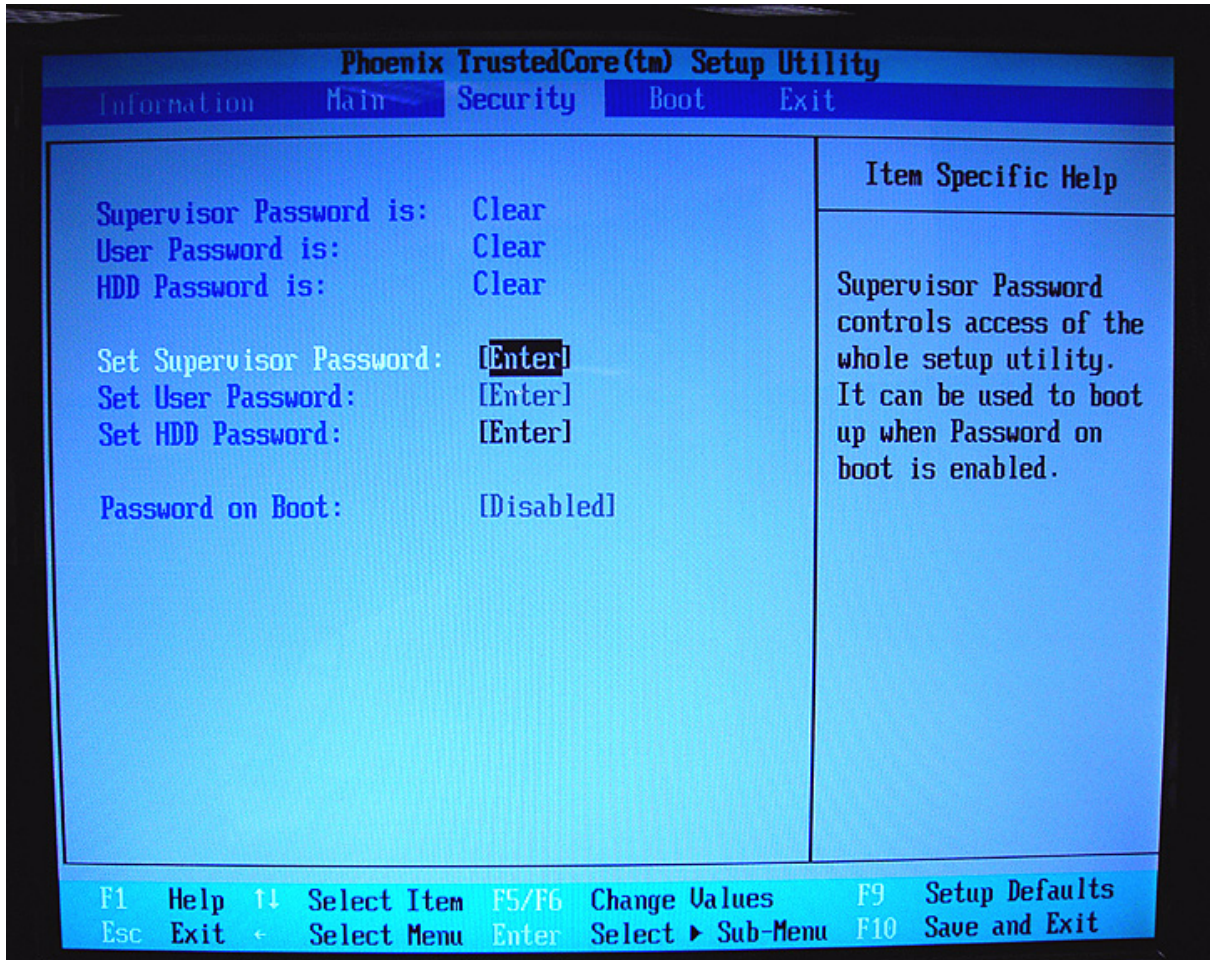 Phoenix TrustedCore(tm) Setup Utility
Information Main Security Boot Exit
Item Specific Help
Supervisor Password is: Clear
User Password is: Clear
HDD Password is: Clear
Set Supervisor Password: [Enter]
Set User Password: [Enter]
Set HDD Password: [Enter]
Password on Boot: [Disabled]
Supervisor Password
controls access of the
whole setup utility.
It can be used to boot
up when Password on
boot is enabled.
F1 Help ↑↓ Select Item F5/F6 Change Values F9 Setup Defaults
Esc Exit ← Select Menu Enter Select ▶ Sub-Menu F10 Save and Exit